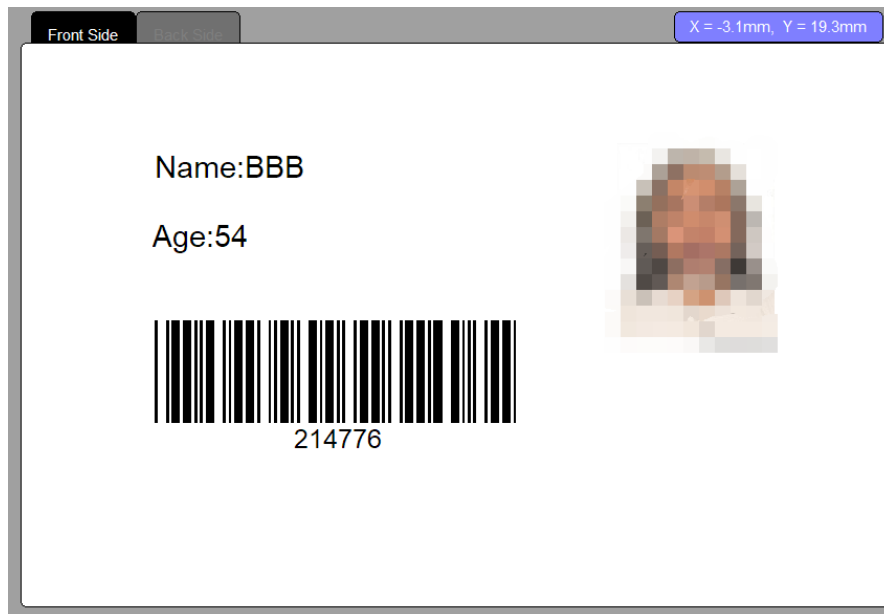 Front Side
Back Side
X = -3.1mm, Y = 19.3mm
Name:BBB
Age:54
214776